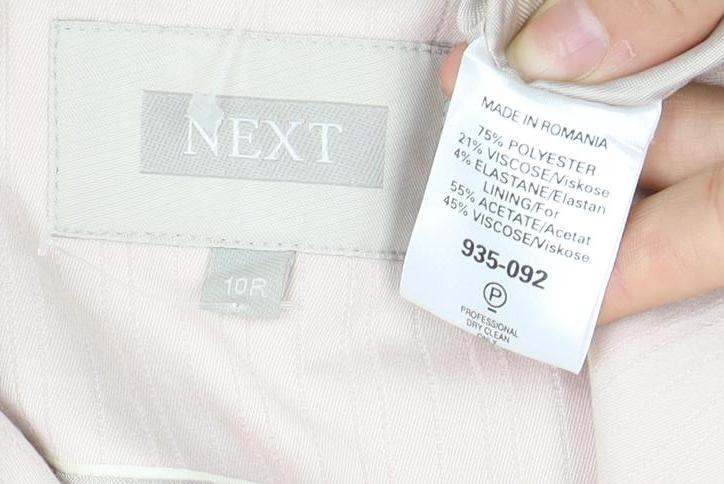 NEXT
10R
MADE IN ROMANIA
75% POLYESTER
21% VISCOSE/Viskose
4% ELASTANE/Elastan
LINING/For
55% ACETATE/Acetat
45% VISCOSE/Viskose
935-092
P
PROFESSIONAL
DRY CLEAN
ONLY